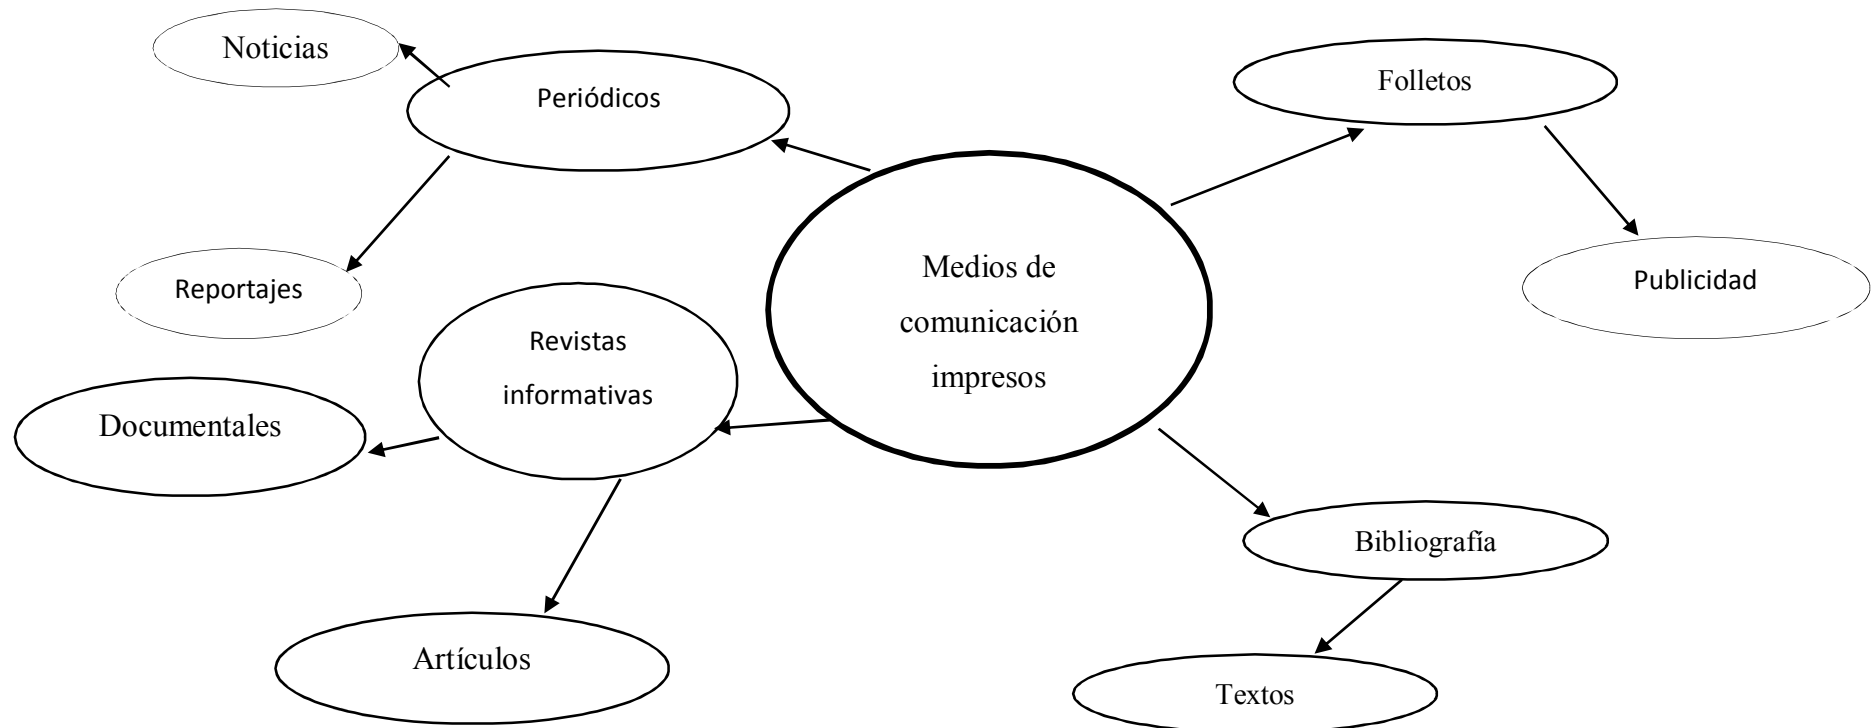 Noticias
Periódicos
Folletos
Medios de
comunicación
impresos
Reportajes
Publicidad
Revistas
informativas
Documentales
Bibliografía
Artículos
Textos